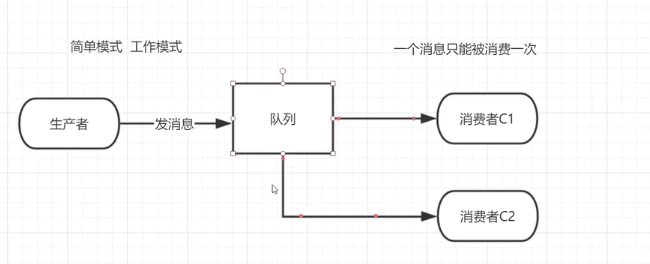 简单模式 工作模式
一个消息只能被消费一次
生产者
发消息
队列
消费者C1
消费者C2